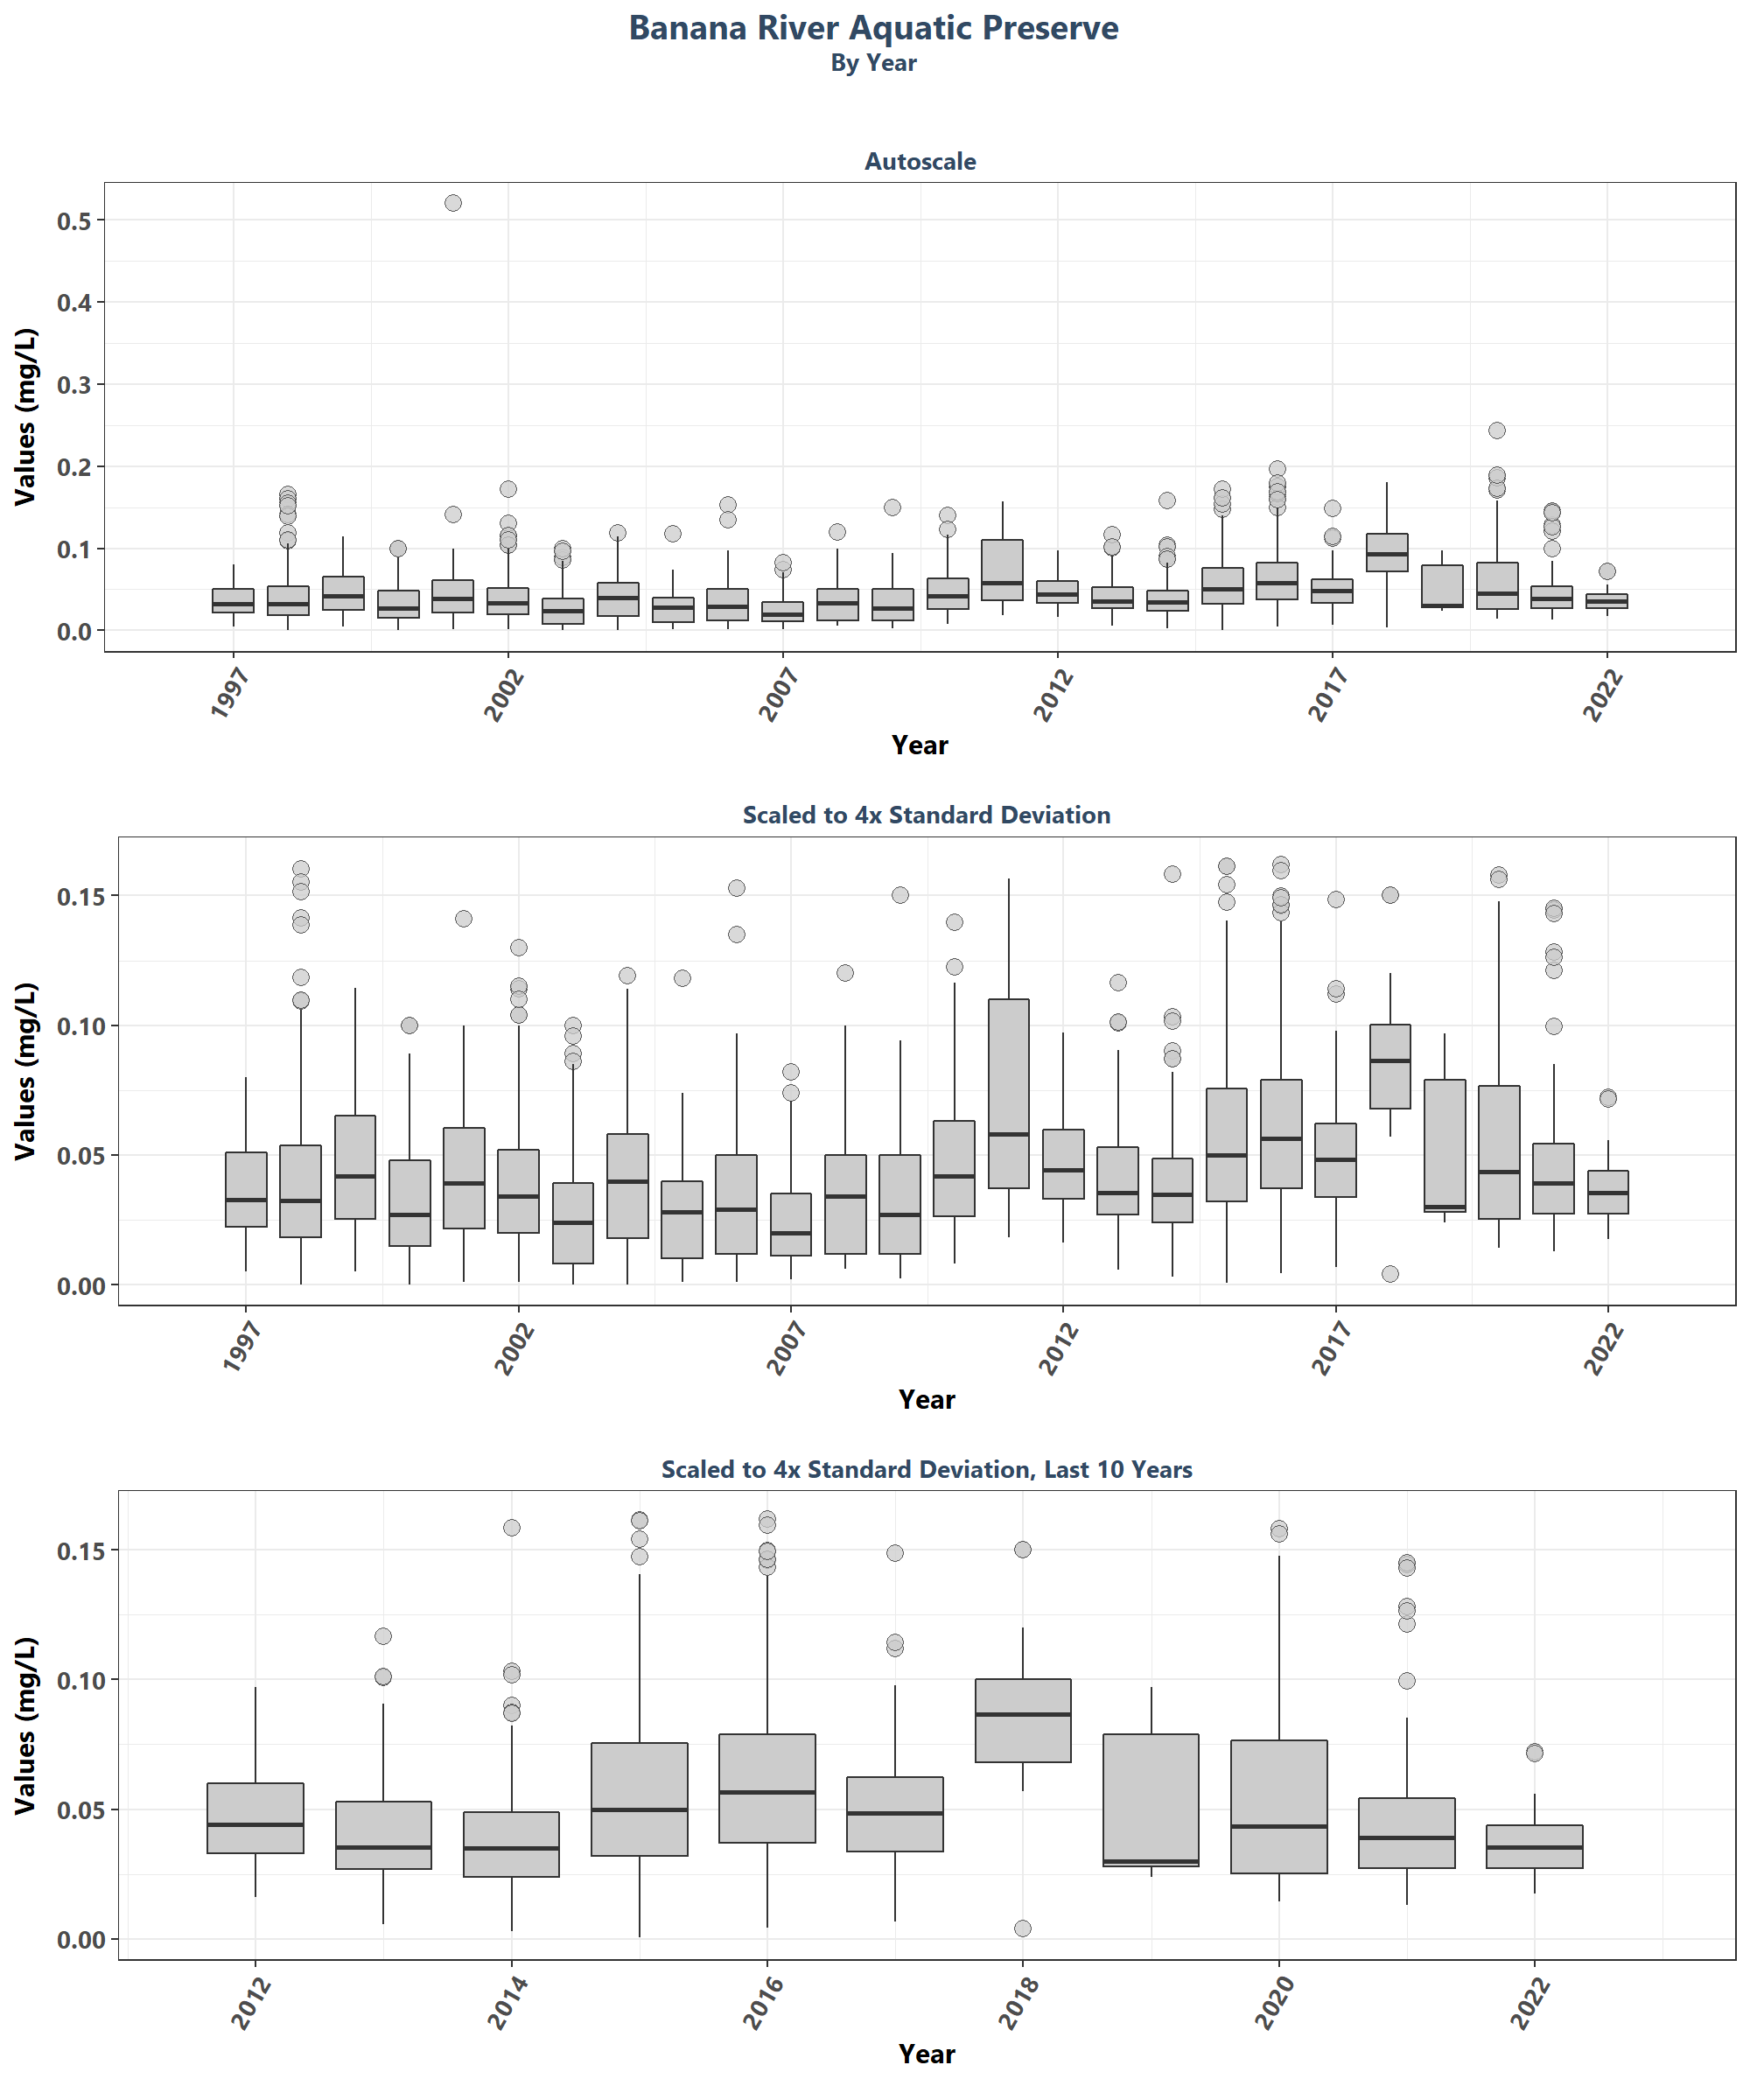 Banana River Aquatic Preserve
By Year
Autoscale
Values (mg/L)
0.5
0.4
0.3
0.2
0.1
0.0
1997
2002
2007
2012
2017
2022
Year
Scaled to 4x Standard Deviation
Values (mg/L)
0.15
0.10
0.05
0.00
1997
2002
2007
2012
2017
2022
Year
Scaled to 4x Standard Deviation, Last 10 Years
Values (mg/L)
0.15
0.10
0.05
0.00
2012
2014
2016
2018
2020
2022
Year